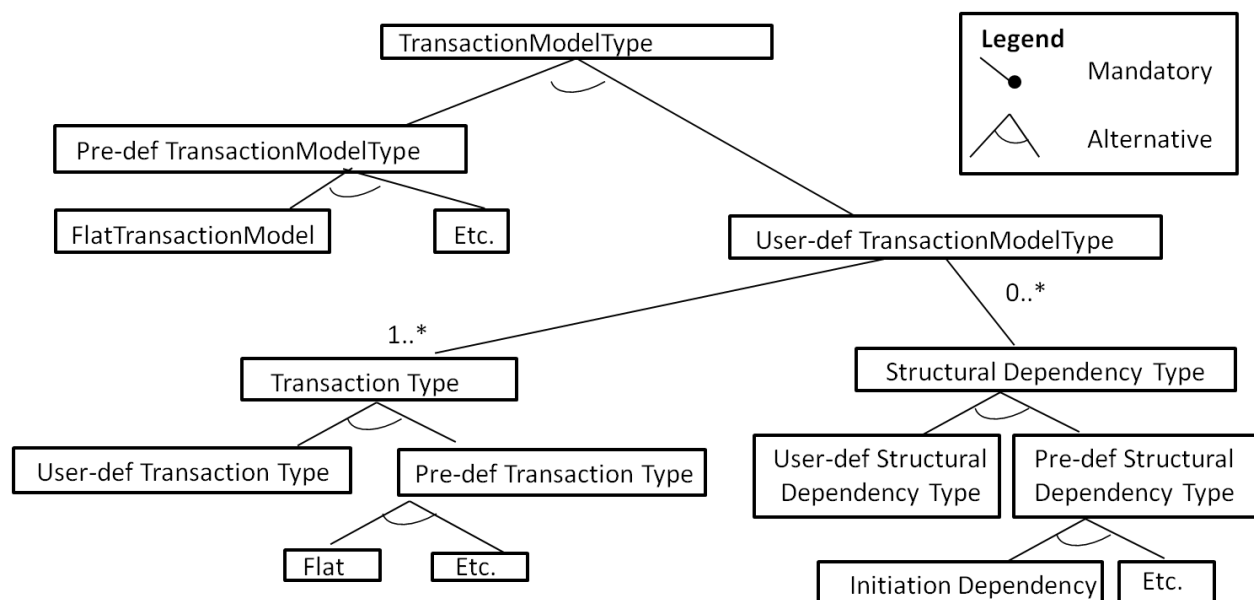 TransactionModelType
Legend
Mandatory
Alternative
Pre-def TransactionModelType
FlatTransactionModel
Etc.
User-def TransactionModelType
0..*
1..*
Transaction Type
Structural Dependency Type
User-def Transaction Type
Pre-def Transaction Type
User-def Structural
Dependency Type
Pre-def Structural
Dependency Type
Flat
Etc.
Initiation Dependency
Etc.